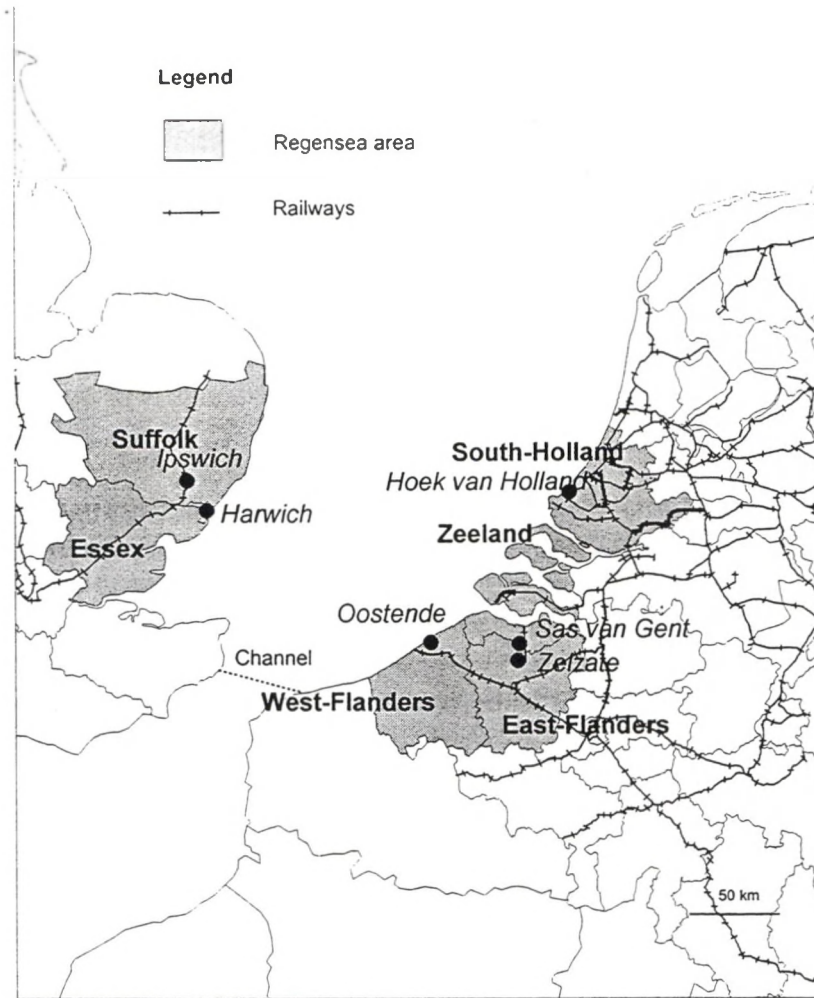 Legend
Regensea area
Railways
Suffolk
Ipswich
Harwich
Essex
South-Holland
Hoek van Holland
Zeeland
Oostende
Sas van Gent
Zelzate
Channel
West-Flanders
East-Flanders
50 km